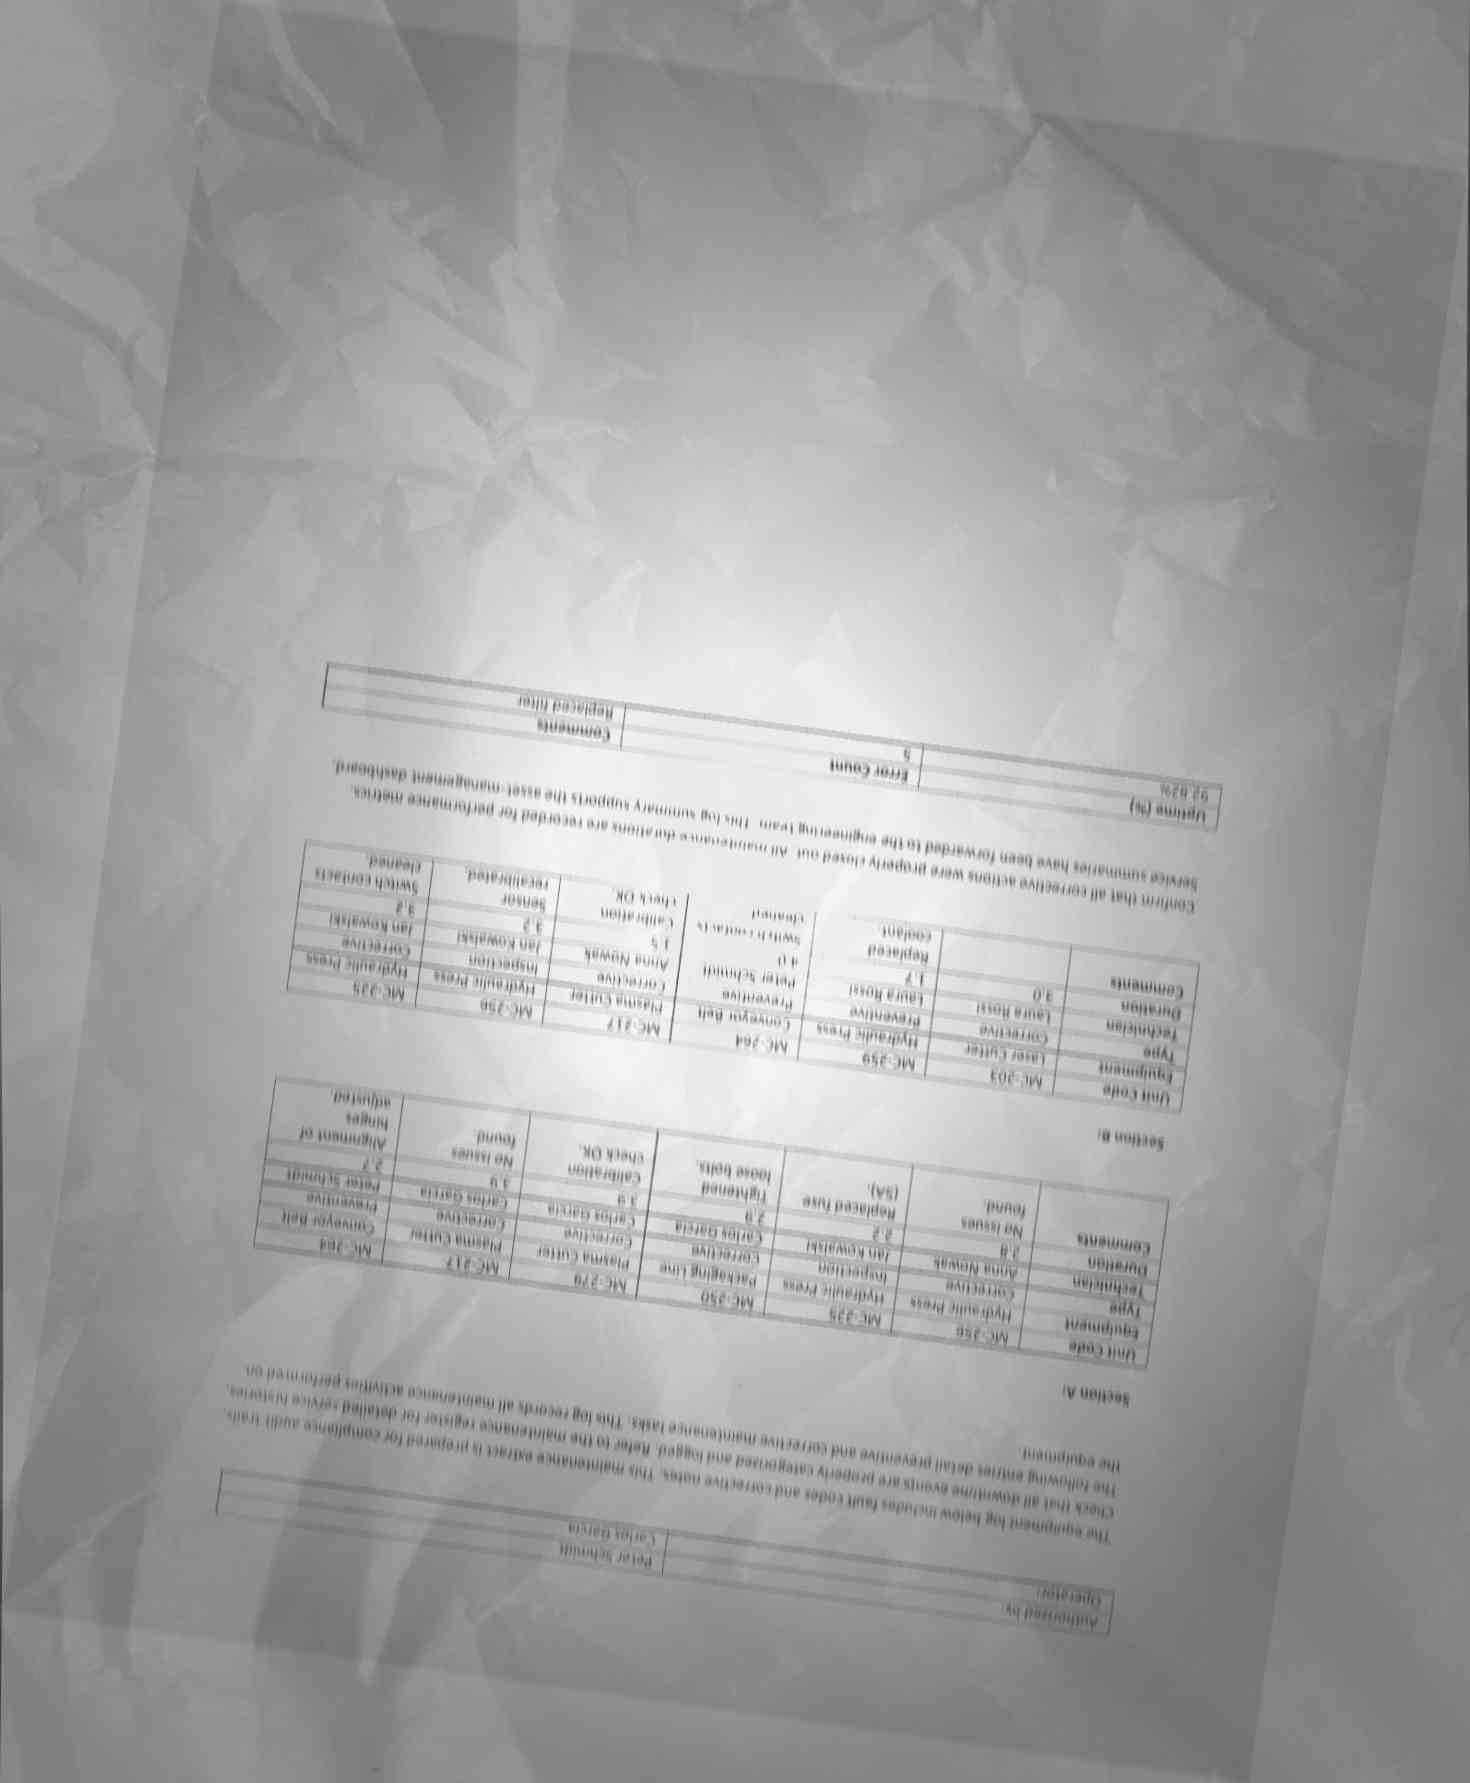 Authorized by: Peter Schmidt
Operator: Carlos Garcia
The equipment log below includes fault codes and corrective notes. This maintenance extract is prepared for compliance audit trails.
Check that all downtime events are properly categorized and logged. Refer to the maintenance register for detailed service histories.
The following entries detail preventive and corrective maintenance tasks. This log records all maintenance activities performed on
the equipment.
Section A:
Unit Code MC-256 MC-235 MC-250 MC-279 MC-217 MC-264
Equipment Hydraulic Press Hydraulic Press Packaging Line Plasma Cutter Plasma Cutter Conveyor Belt
Type Corrective Inspection Corrective Corrective Corrective Preventive
Technician Anna Nowak Jan Kowalski Carlos Garcia Carlos Garcia Carlos Garcia Peter Schmidt
Duration 2.8 2.2 2.9 3.9 3.9 2.7
Comments No issues Replaced fuse Tightened Calibration No issues Alignment of
found. (5A). loose bolts. check OK. found. hinges
adjusted.
Section B:
Unit Code MC-203 MC-259 MC-264 MC-217 MC-256 MC-235
Equipment Laser Cutter Hydraulic Press Conveyor Belt Plasma Cutter Hydraulic Press Hydraulic Press
Type Corrective Preventive Preventive Corrective Inspection Corrective
Technician Laura Rossi Laura Rossi Peter Schmidt Anna Nowak Jan Kowalski Jan Kowalski
Duration 3.0 1.7 4.0 1.5 3.2 3.2
Comments Replaced Switch contacts Calibration Sensor Switch contacts
coolant. cleaned. check OK. recalibrated. cleaned.
Confirm that all corrective actions were properly closed out. All maintenance durations are recorded for performance metrics.
Service summaries have been forwarded to the engineering team. This log summary supports the asset-management dashboard.
Uptime (%) Error Count Comments
92.82% 5 Replaced filter